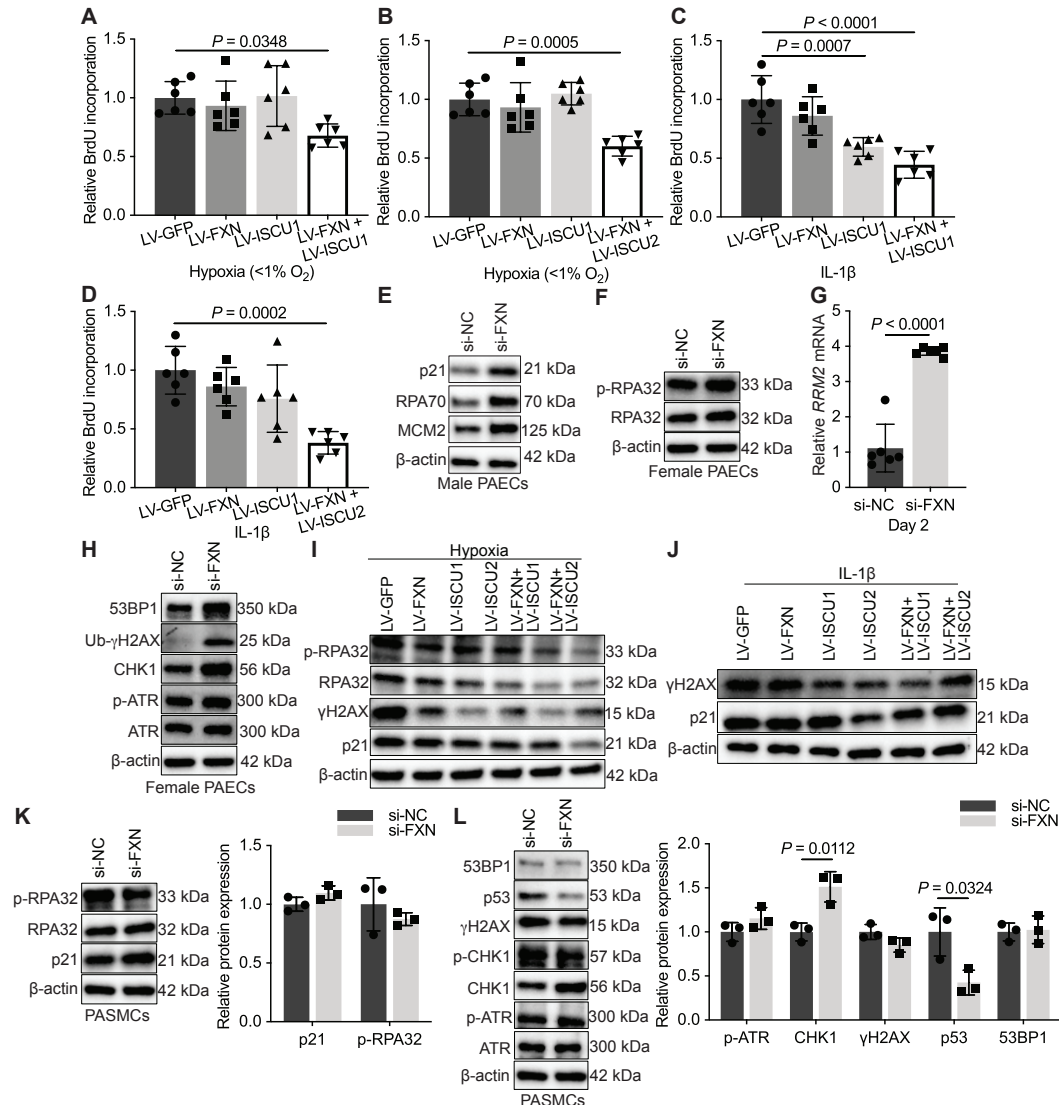 A
Relative BrdU incorporation
1.5
1.0
0.5
0.0
P = 0.0348
LV-GFP
LV-FXN
LV-ISCU1
LV-FXN +
LV-ISCU1
Hypoxia (<1% O2)
B
Relative BrdU incorporation
1.5
1.0
0.5
0.0
P = 0.0005
LV-GFP
LV-FXN
LV-ISCU1
LV-FXN +
LV-ISCU2
Hypoxia (<1% O2)
C
Relative BrdU incorporation
1.5
1.0
0.5
0.0
P < 0.0001
P = 0.0007
LV-GFP
LV-FXN
LV-ISCU1
LV-FXN +
LV-ISCU1
IL-1β
D
Relative BrdU incorporation
1.5
1.0
0.5
0
P = 0.0002
LV-GFP
LV-FXN
LV-ISCU1
LV-FXN +
LV-ISCU2
IL-1β
E
si-NC
si-FXN
p21 21 kDa
RPA70 70 kDa
MCM2 125 kDa
β-actin 42 kDa
Male PAECs
F
si-NC
si-FXN
p-RPA32 33 kDa
RPA32 32 kDa
β-actin 42 kDa
Female PAECs
G
Relative RRM2 mRNA
5
4
3
2
1
0
P < 0.0001
si-NC si-FXN
Day 2
H
si-NC
si-FXN
53BP1 350 kDa
Ub-γH2AX 25 kDa
CHK1 56 kDa
p-ATR 300 kDa
ATR 300 kDa
β-actin 42 kDa
Female PAECs
I
Hypoxia
LV-GFP
LV-FXN
LV-ISCU1
LV-ISCU2
LV-FXN+
LV-ISCU1
LV-FXN+
LV-ISCU2
p-RPA32 33 kDa
RPA32 32 kDa
γH2AX 15 kDa
p21 21 kDa
β-actin 42 kDa
J
IL-1β
LV-GFP
LV-FXN
LV-ISCU1
LV-ISCU2
LV-FXN+
LV-ISCU1
LV-FXN+
LV-ISCU2
γH2AX 15 kDa
p21 21 kDa
β-actin 42 kDa
K
si-NC
si-FXN
p-RPA32 33 kDa
RPA32 32 kDa
p21 21 kDa
β-actin 42 kDa
PASMCs
si-NC
si-FXN
Relative protein expression
1.5
1.0
0.5
0.0
p21 p-RPA32
L
si-NC
si-FXN
53BP1 350 kDa
p53 53 kDa
γH2AX 15 kDa
p-CHK1 57 kDa
CHK1 56 kDa
p-ATR 300 kDa
ATR 300 kDa
β-actin 42 kDa
PASMCs
si-NC
si-FXN
Relative protein expression
2.0
1.5
1.0
0.5
0.0
P = 0.0112
P = 0.0324
p-ATR CHK1 γH2AX p53 53BP1